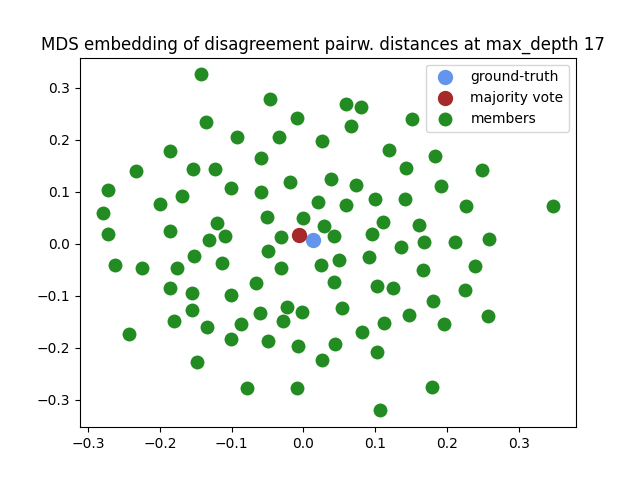 MDS embedding of disagreement pairw. distances at max_depth 17
ground-truth
majority vote
members
0.3
0.2
0.1
0.0
−0.1
−0.2
−0.3
−0.3 −0.2 −0.1 0.0 0.1 0.2 0.3